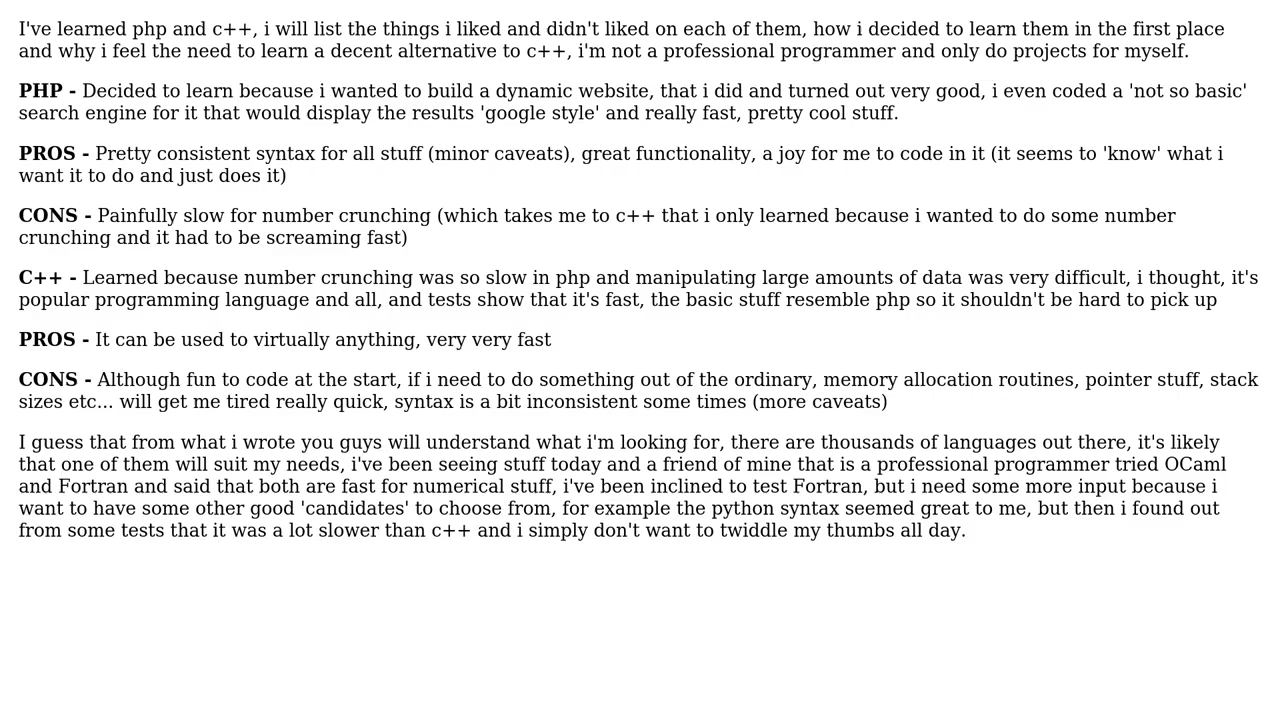 I've learned php and c++, i will list the things i liked and didn't liked on each of them, how i decided to learn them in the first place
and why i feel the need to learn a decent alternative to c++, i'm not a professional programmer and only do projects for myself.
PHP - Decided to learn because i wanted to build a dynamic website, that i did and turned out very good, i even coded a 'not so basic'
search engine for it that would display the results 'google style' and really fast, pretty cool stuff.
PROS - Pretty consistent syntax for all stuff (minor caveats), great functionality, a joy for me to code in it (it seems to 'know' what i
want it to do and just does it)
CONS - Painfully slow for number crunching (which takes me to c++ that i only learned because i wanted to do some number
crunching and it had to be screaming fast)
C++ - Learned because number crunching was so slow in php and manipulating large amounts of data was very difficult, i thought, it's
popular programming language and all, and tests show that it's fast, the basic stuff resemble php so it shouldn't be hard to pick up
PROS - It can be used to virtually anything, very very fast
CONS - Although fun to code at the start, if i need to do something out of the ordinary, memory allocation routines, pointer stuff, stack
sizes etc... will get me tired really quick, syntax is a bit inconsistent some times (more caveats)
I guess that from what i wrote you guys will understand what i'm looking for, there are thousands of languages out there, it's likely
that one of them will suit my needs, i've been seeing stuff today and a friend of mine that is a professional programmer tried OCaml
and Fortran and said that both are fast for numerical stuff, i've been inclined to test Fortran, but i need some more input because i
want to have some other good 'candidates' to choose from, for example the python syntax seemed great to me, but then i found out
from some tests that it was a lot slower than c++ and i simply don't want to twiddle my thumbs all day.